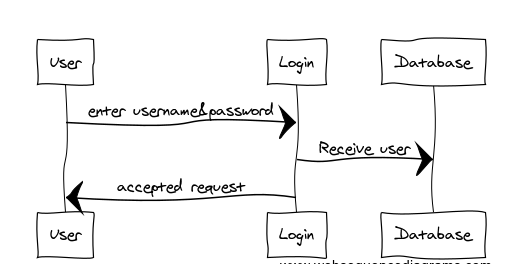 User
Login
Database
enter username&password
Receive user
accepted request
User
Login
Database